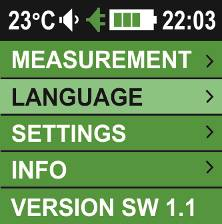 23°C 22:03
MEASUREMENT >
LANGUAGE >
SETTINGS >
INFO >
VERSION SW 1.1